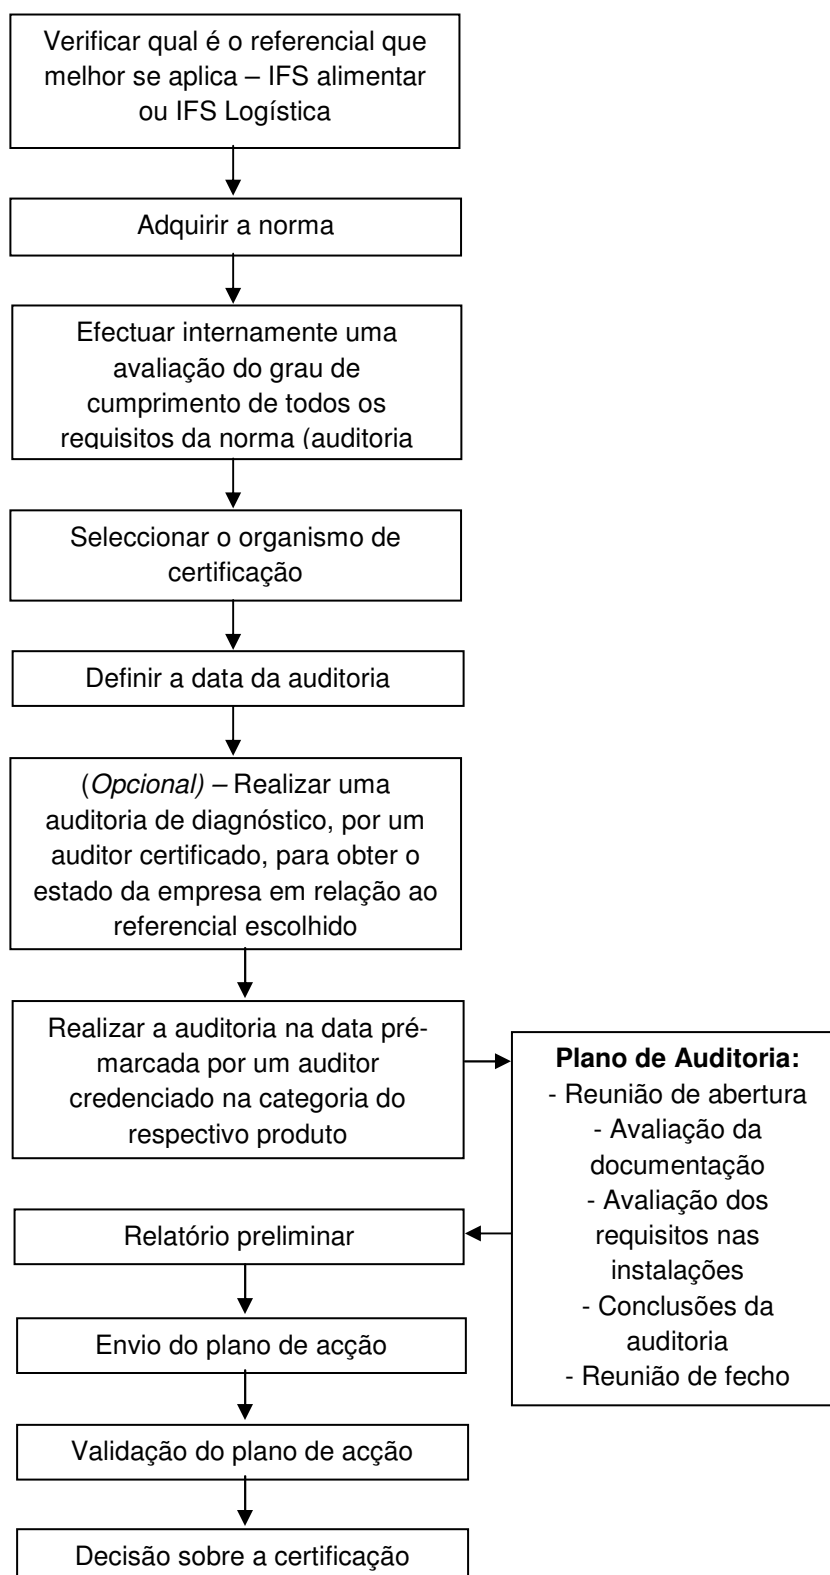 Verificar qual é o referencial que
melhor se aplica – IFS alimentar
ou IFS Logística
Adquirir a norma
Efectuar internamente uma
avaliação do grau de
cumprimento de todos os
requisitos da norma (auditoria
Seleccionar o organismo de
certificação
Definir a data da auditoria
(Opcional) – Realizar uma
auditoria de diagnóstico, por um
auditor certificado, para obter o
estado da empresa em relação ao
referencial escolhido
Realizar a auditoria na data pré-
marcada por um auditor
credenciado na categoria do
respectivo produto
Plano de Auditoria:
- Reunião de abertura
- Avaliação da
documentação
- Avaliação dos
requisitos nas
instalações
- Conclusões da
auditoria
- Reunião de fecho
Relatório preliminar
Envio do plano de acção
Validação do plano de acção
Decisão sobre a certificação